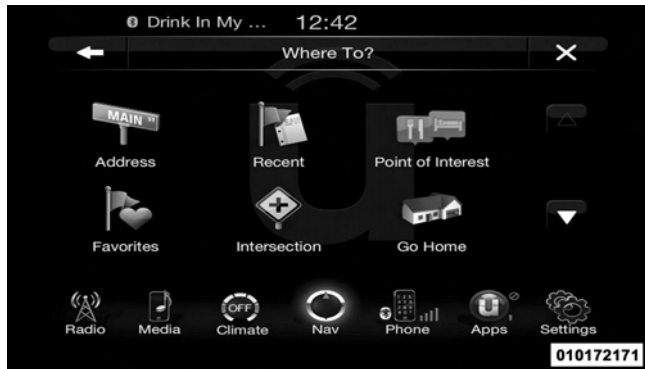 Drink In My ... 12:42
Where To?
MAIN ST
Address
Recent
Point of Interest
Favorites
Intersection
Go Home
OFF
Radio
Media
Climate
Nav
Phone
Apps
Settings
010172171